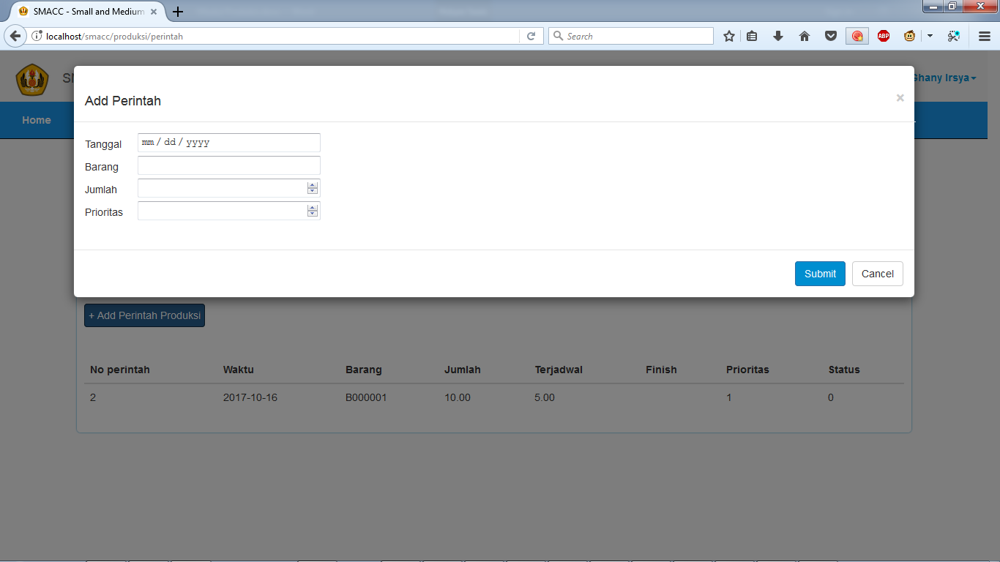 SMACC - Small and Medium
localhost/smacc/produksi/perintah
Search
ABP
Ghany Irsya
Add Perintah
×
Home
Tanggal mm / dd / yyyy
Barang
Jumlah
Prioritas
Submit Cancel
+ Add Perintah Produksi
No perintah Waktu Barang Jumlah Terjadwal Finish Prioritas Status
2 2017-10-16 B000001 10.00 5.00 1 0